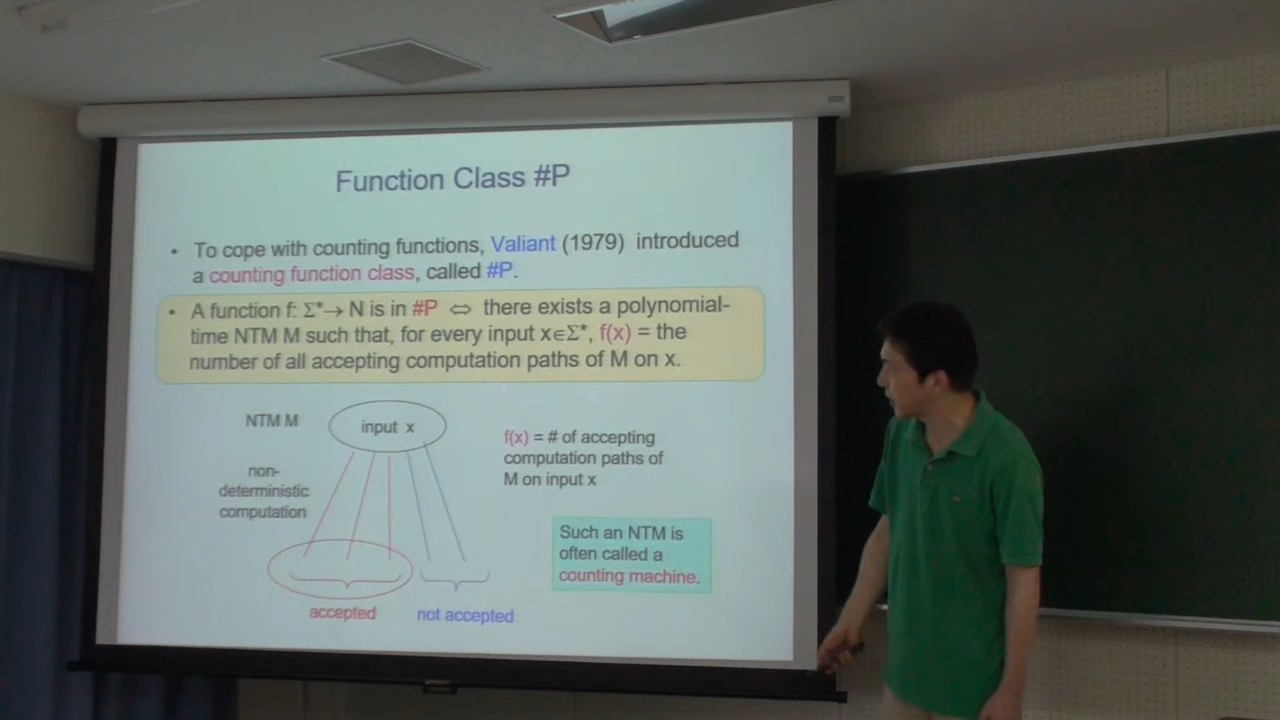 Function Class #P
• To cope with counting functions, Valiant (1979) introduced
a counting function class, called #P.
• A function f: Σ*→ N is in #P ⇔ there exists a polynomial-
time NTM M such that, for every input x∈Σ*, f(x) = the
number of all accepting computation paths of M on x.
NTM M
input x
non-
deterministic
computation
f(x) = # of accepting
computation paths of
M on input x
Such an NTM is
often called a
counting machine.
accepted
not accepted